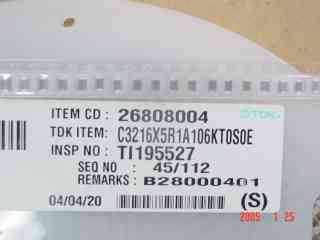 ITEM CD : 26808004
TDK
TDK ITEM: C3216X5R1A106KT0S0E
INSP NO : TI195527
SEQ NO : 45/112
REMARKS : B28000401
04/04/20 (S)
2005 1 25